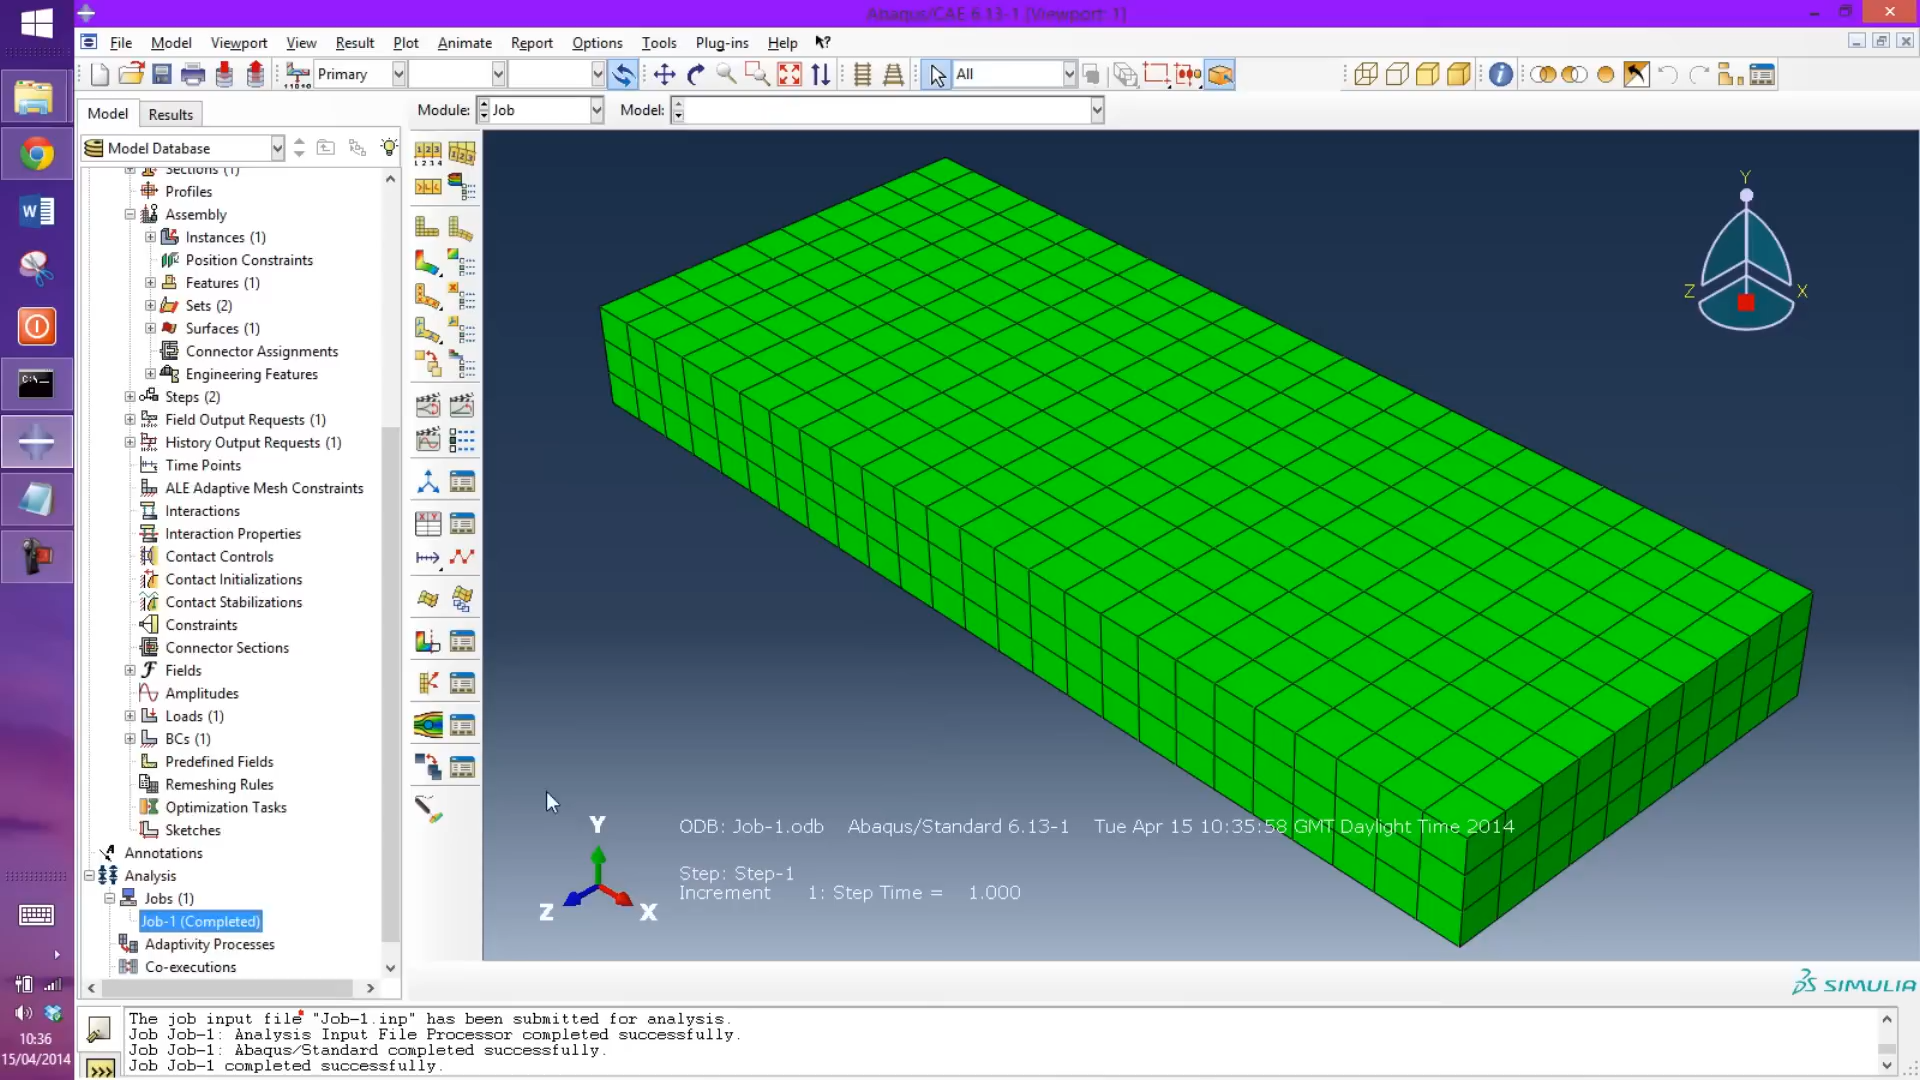 Abaqus/CAE 6.13-1 [Viewport: 1]
File Model Viewport View Result Plot Animate Report Options Tools Plug-ins Help
Primary
All
Model Results
Module: Job Model:
Model Database
Sections (1)
Profiles
Assembly
Instances (1)
Position Constraints
Features (1)
Sets (2)
Surfaces (1)
Connector Assignments
Engineering Features
Steps (2)
Field Output Requests (1)
History Output Requests (1)
Time Points
ALE Adaptive Mesh Constraints
Interactions
Interaction Properties
Contact Controls
Contact Initializations
Contact Stabilizations
Constraints
Connector Sections
Fields
Amplitudes
Loads (1)
BCs (1)
Predefined Fields
Remeshing Rules
Optimization Tasks
Sketches
Annotations
Analysis
Jobs (1)
Job-1 (Completed)
Adaptivity Processes
Co-executions
Y
Z X
Y
Z X
ODB: Job-1.odb Abaqus/Standard 6.13-1 Tue Apr 15 10:35:58 GMT Daylight Time 2014
Step: Step-1
Increment 1: Step Time = 1.000
SIMULIA
The job input file "Job-1.inp" has been submitted for analysis.
Job Job-1: Analysis Input File Processor completed successfully.
Job Job-1: Abaqus/Standard completed successfully.
Job Job-1 completed successfully.
10:36
15/04/2014